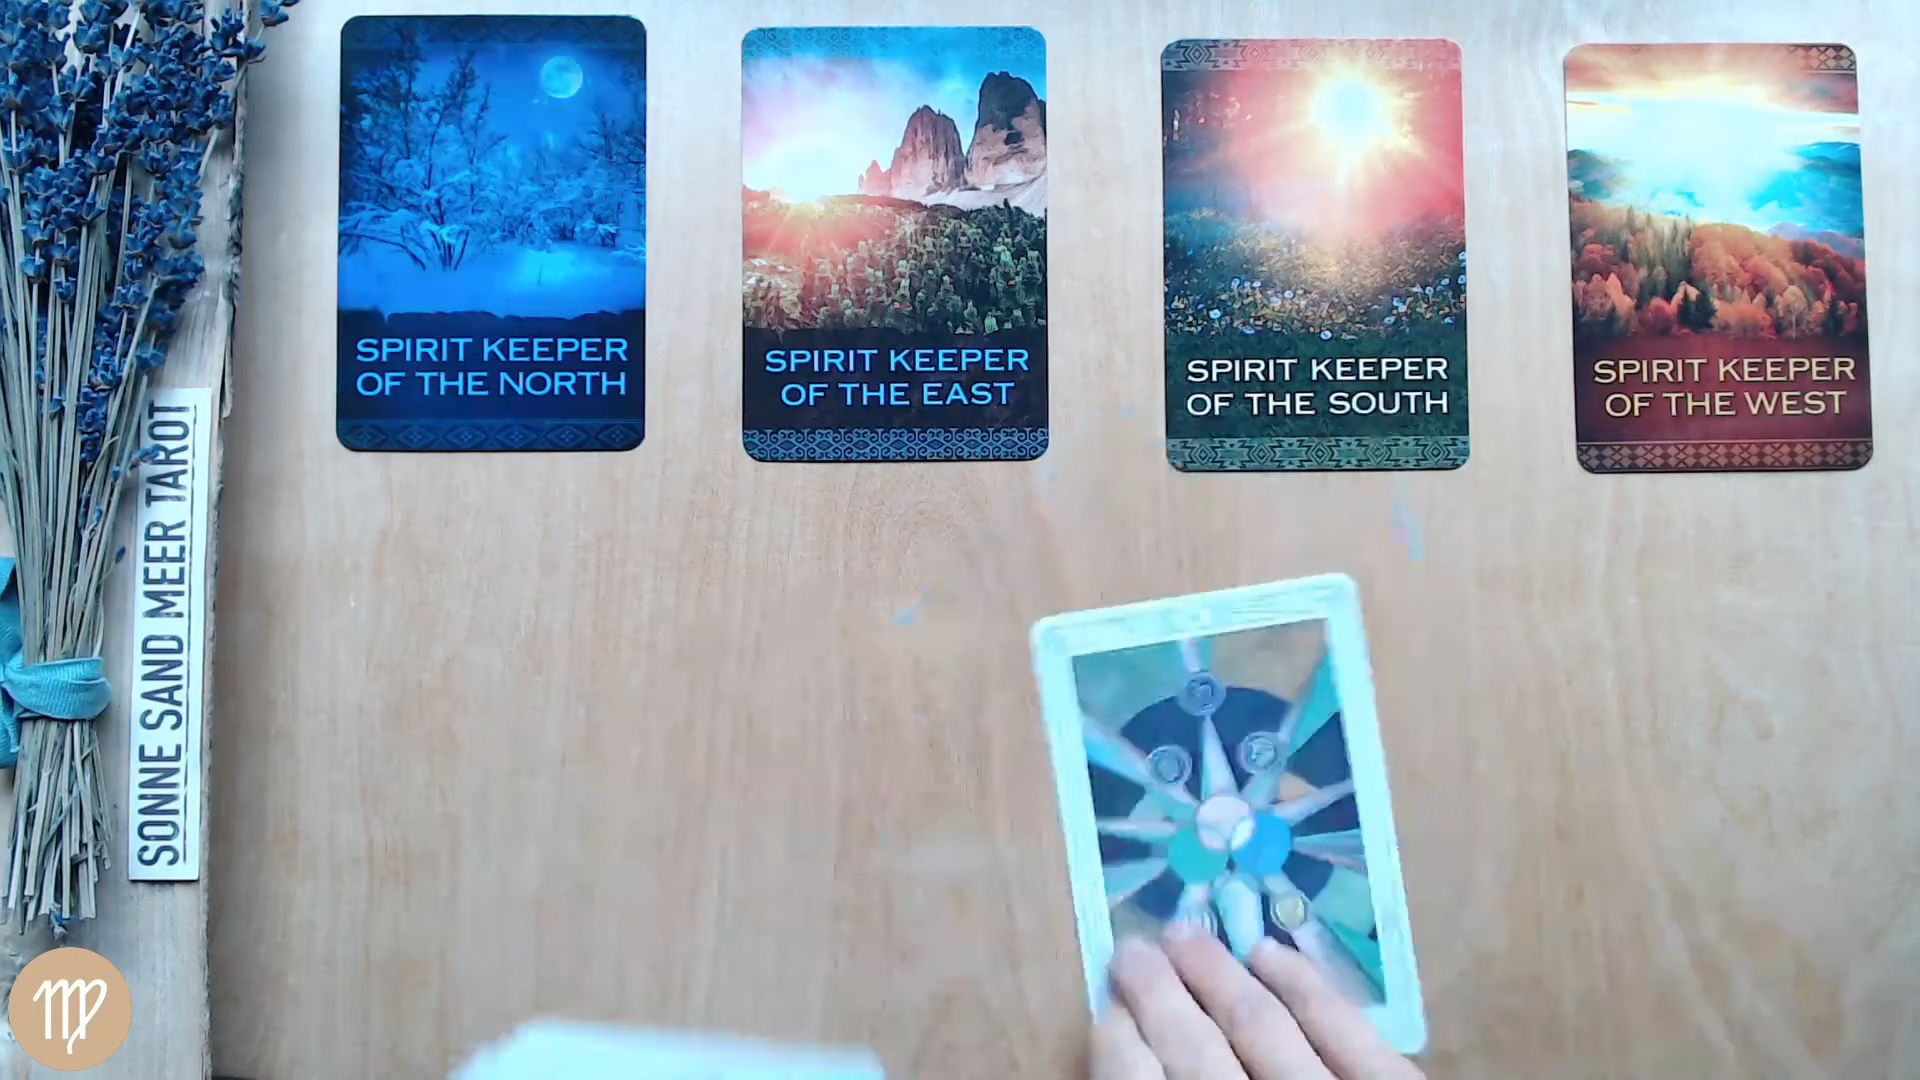 SPIRIT KEEPER
OF THE NORTH
SPIRIT KEEPER
OF THE EAST
SPIRIT KEEPER
OF THE SOUTH
SPIRIT KEEPER
OF THE WEST
SONNE SAND MEER TAROT